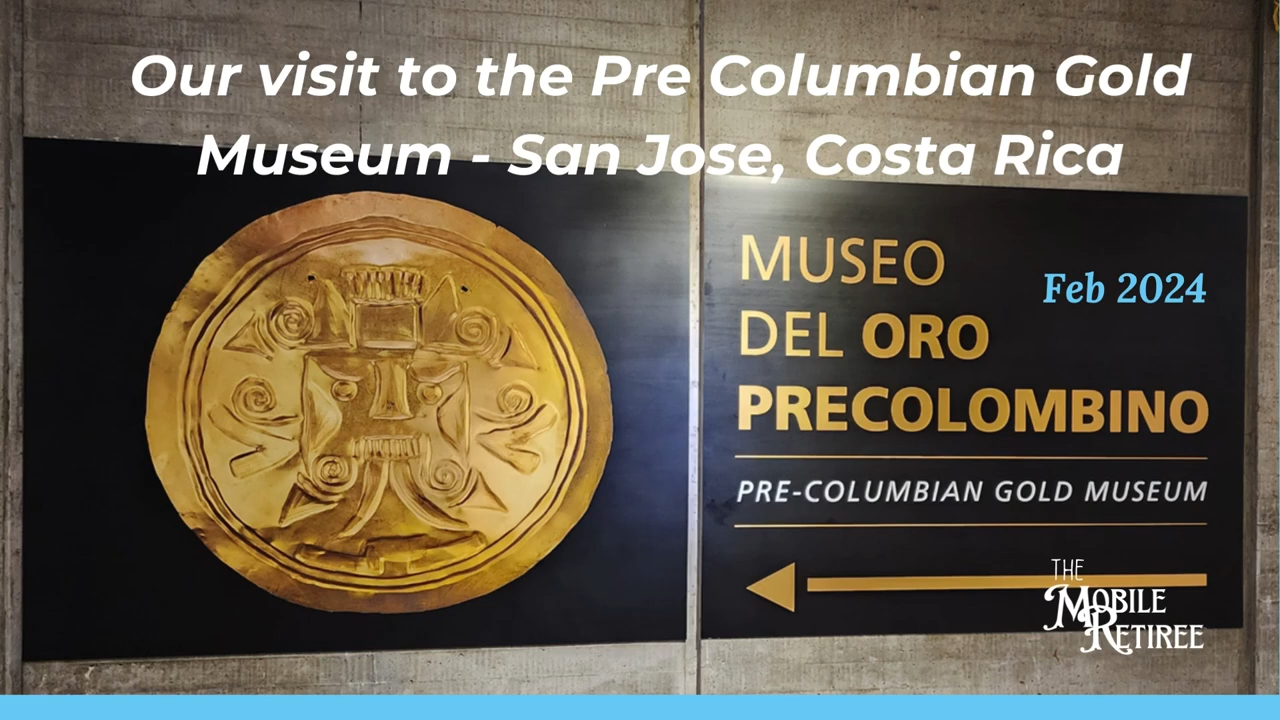 Our visit to the Pre Columbian Gold
Museum - San Jose, Costa Rica
MUSEO
DEL ORO
PRECOLOMBINO
PRE-COLUMBIAN GOLD MUSEUM
Feb 2024
THE
MOBILE
RETIREE